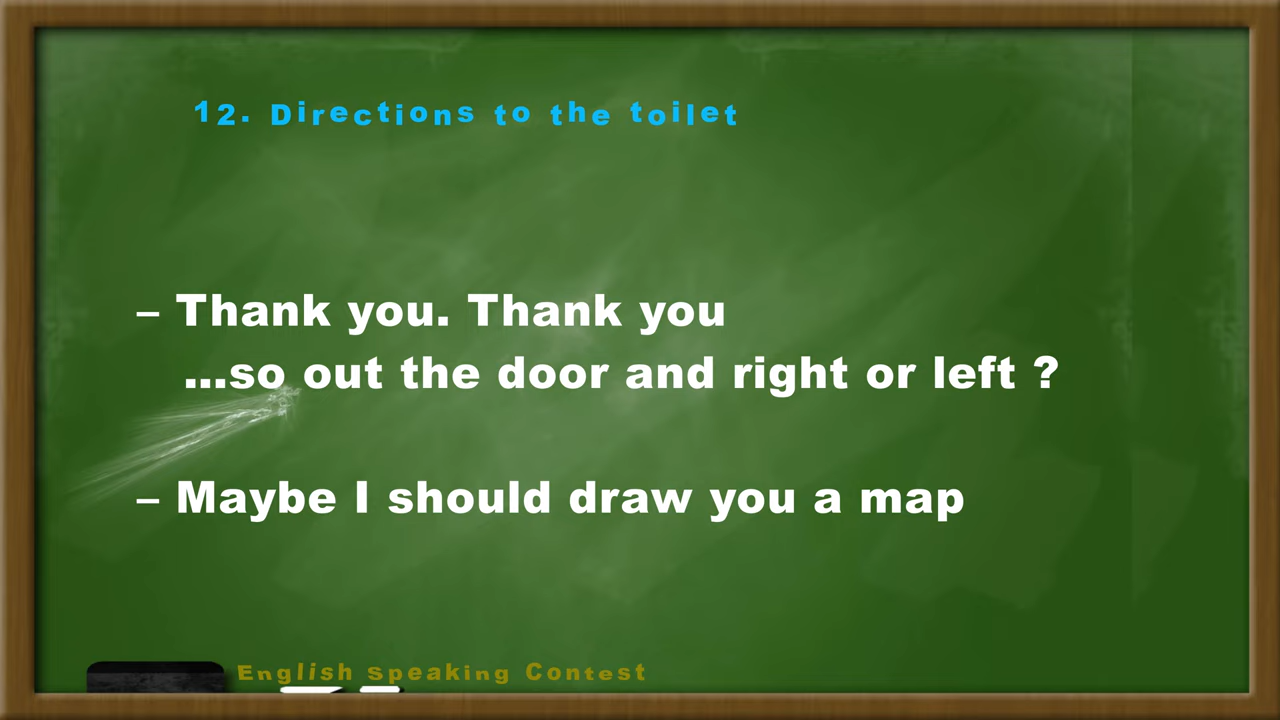 12. Directions to the toilet
– Thank you. Thank you
...so out the door and right or left ?
– Maybe I should draw you a map
English speaking Contest